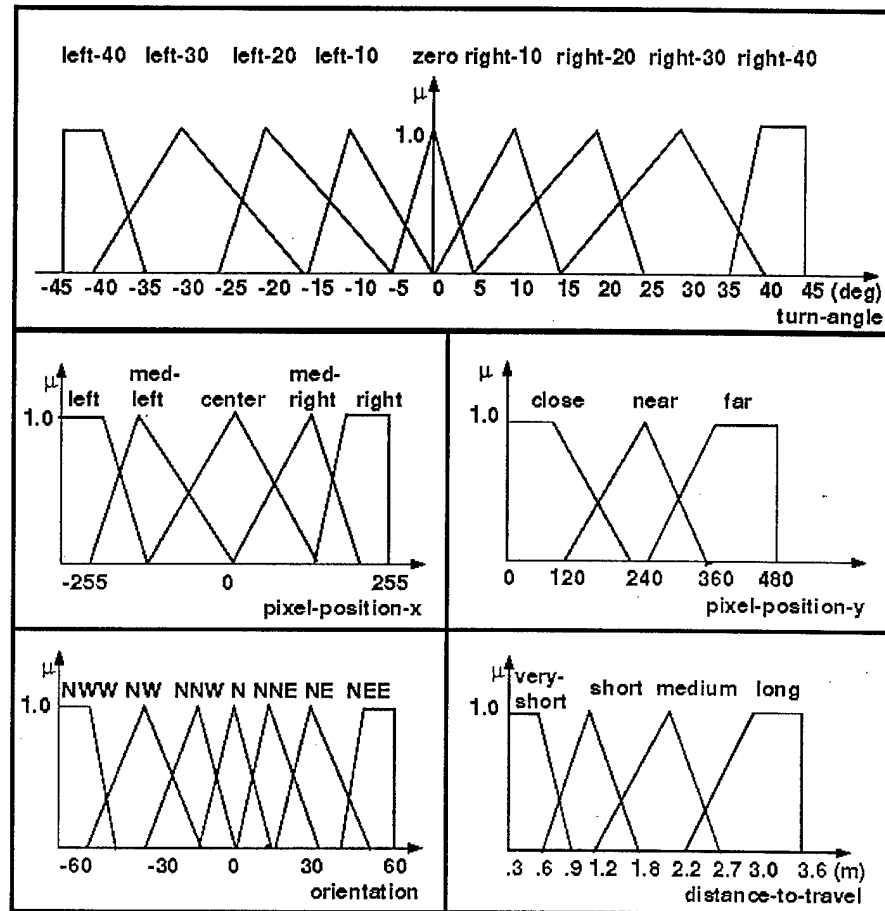 left-40 left-30 left-20 left-10 zero right-10 right-20 right-30 right-40
μ
1.0
-45 -40 -35 -30 -25 -20 -15 -10 -5 0 5 10 15 20 25 30 35 40 45 (deg)
turn-angle
μ
left med-left center med-right right
1.0
-255 0 255
pixel-position-x
μ
close near far
1.0
0 120 240 360 480
pixel-position-y
μ
NWW NW NNW N NNE NE NEE
1.0
-60 -30 0 30 60
orientation
μ
very-short short medium long
1.0
.3 .6 .9 1.2 1.8 2.2 2.7 3.0 3.6 (m)
distance-to-travel